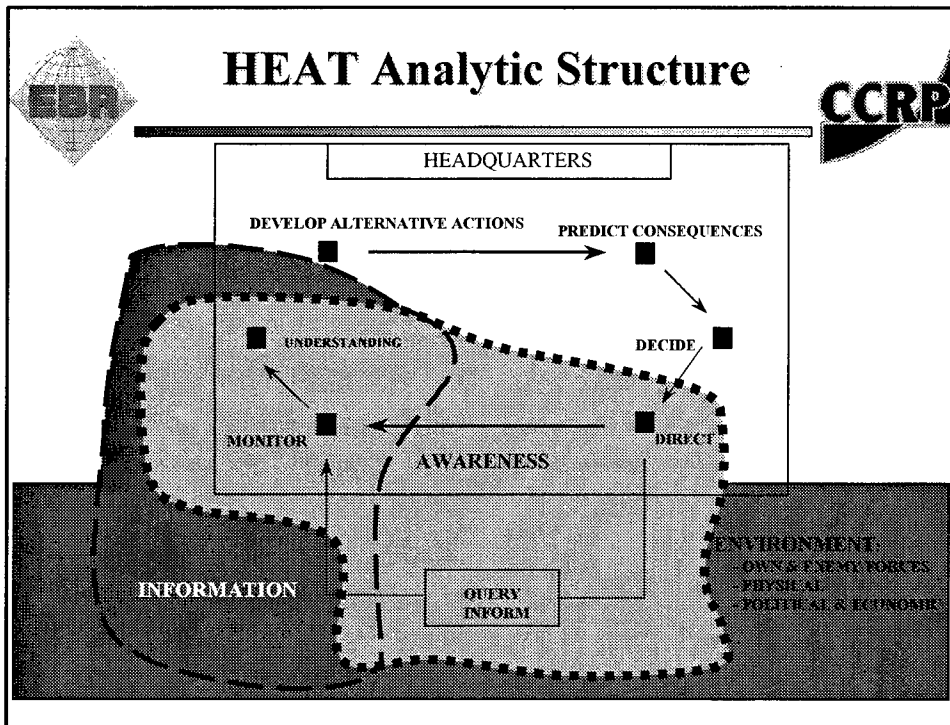 HEAT Analytic Structure
EBR
CCRP
HEADQUARTERS
DEVELOP ALTERNATIVE ACTIONS
PREDICT CONSEQUENCES
UNDERSTANDING
DECIDE
MONITOR
DIRECT
AWARENESS
ENVIRONMENT:
- OWN & ENEMY FORCES
- PHYSICAL
- POLITICAL & ECONOMIC
INFORMATION
QUERY
INFORM